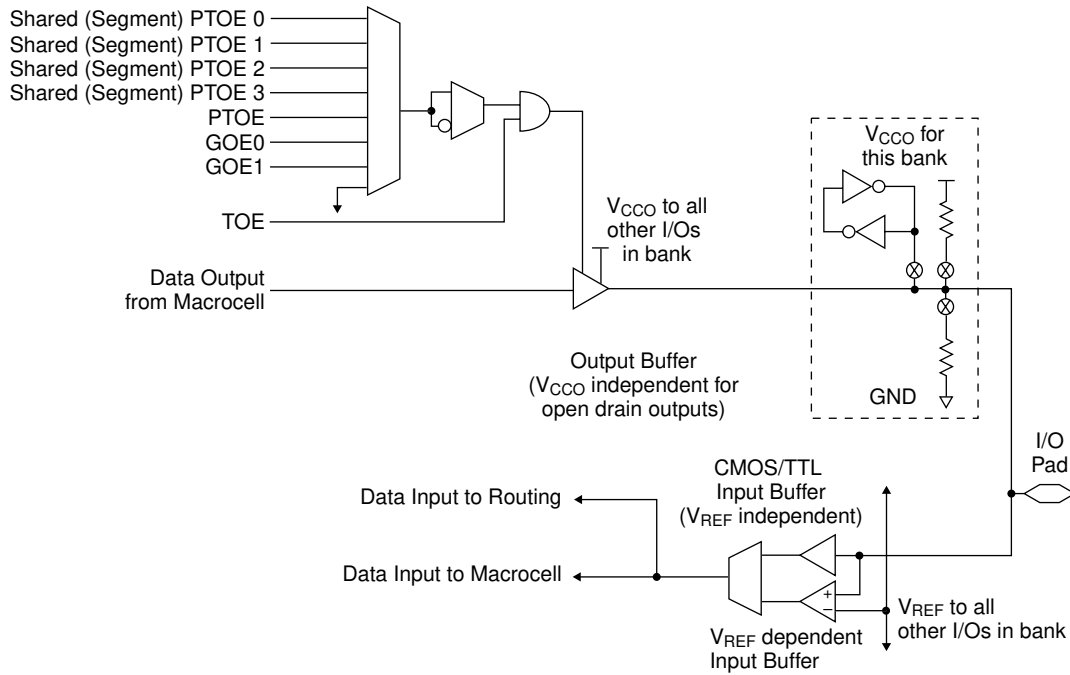 Shared (Segment) PTOE 0
Shared (Segment) PTOE 1
Shared (Segment) PTOE 2
Shared (Segment) PTOE 3
PTOE
GOE0
GOE1
TOE
Data Output
from Macrocell
VCCO to all
other I/Os
in bank
VCCO for
this bank
GND
Output Buffer
(VCCO independent for
open drain outputs)
I/O
Pad
CMOS/TTL
Input Buffer
(VREF independent)
Data Input to Routing
Data Input to Macrocell
+
–
VREF to all
other I/Os in bank
VREF dependent
Input Buffer